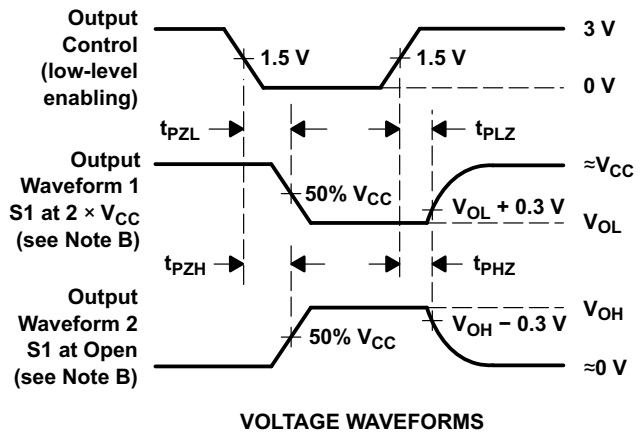 Output
Control
(low-level
enabling)
1.5 V
1.5 V
3 V
0 V
tPZL
tPLZ
Output
Waveform 1
S1 at 2 × VCC
(see Note B)
50% VCC
VOL + 0.3 V
≈VCC
VOL
tPZH
tPHZ
Output
Waveform 2
S1 at Open
(see Note B)
50% VCC
VOH − 0.3 V
VOH
≈0 V
VOLTAGE WAVEFORMS